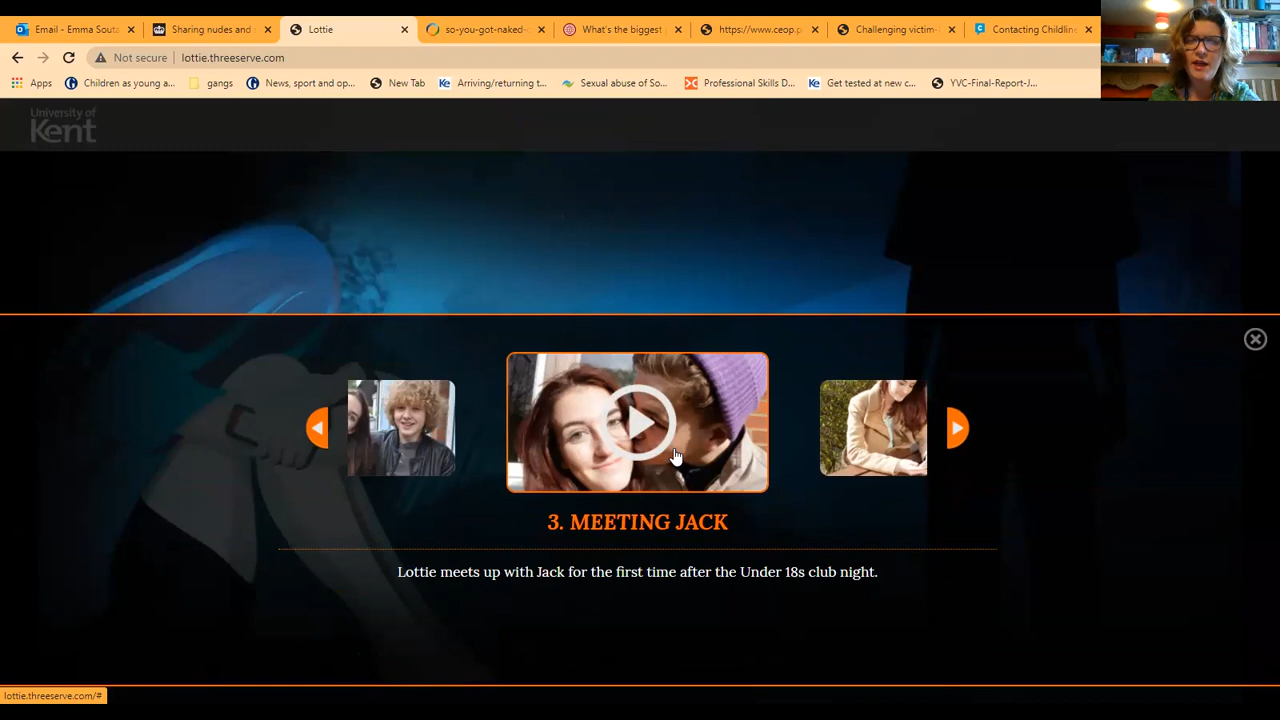 Email - Emma Souta
Sharing nudes and s
Lottie
so-you-got-naked-
What's the biggest
https://www.ceop.p
Challenging victim-
Contacting Childline
Not secure
lottie.threeserve.com
Apps
Children as young a...
gangs
News, sport and op...
New Tab
Arriving/returning t...
Sexual abuse of So...
Professional Skills D...
Get tested at new c...
YVC-Final-Report-J...
University of
Kent
3. MEETING JACK
Lottie meets up with Jack for the first time after the Under 18s club night.
lottie.threeserve.com/#